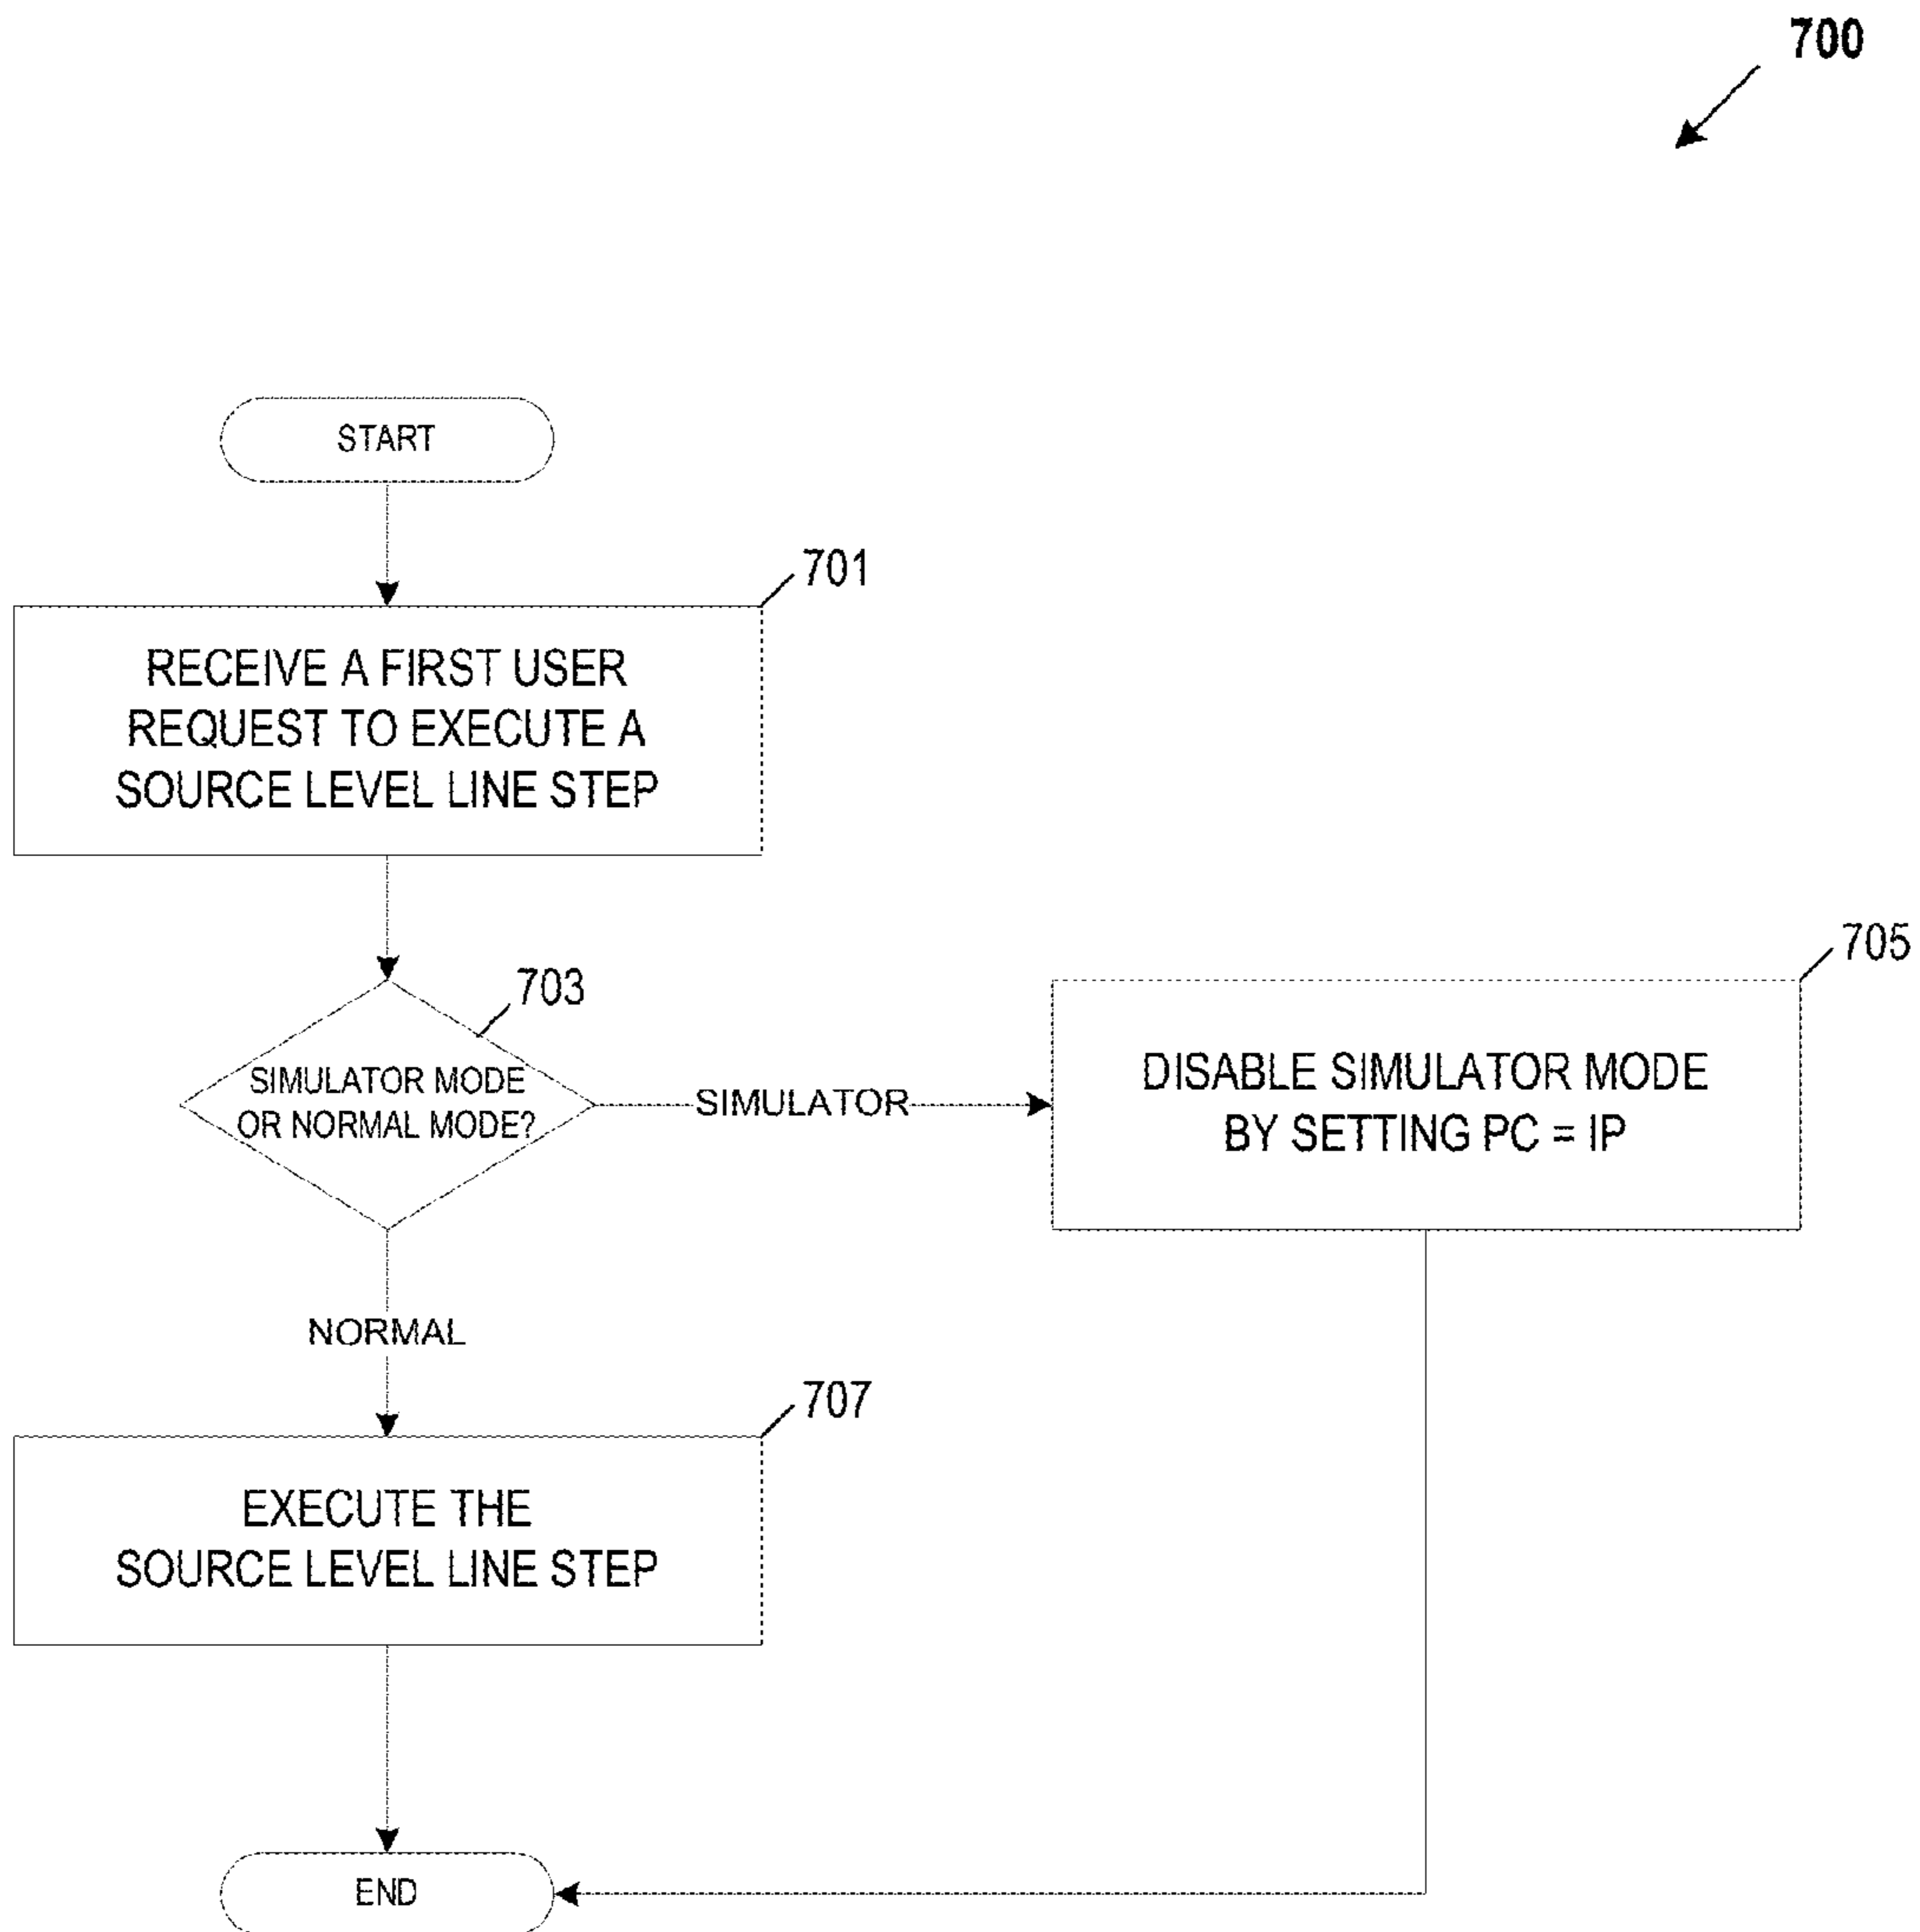 700
START
701
RECEIVE A FIRST USER
REQUEST TO EXECUTE A
SOURCE LEVEL LINE STEP
703
SIMULATOR MODE
OR NORMAL MODE?
SIMULATOR
705
DISABLE SIMULATOR MODE
BY SETTING PC = IP
NORMAL
707
EXECUTE THE
SOURCE LEVEL LINE STEP
END